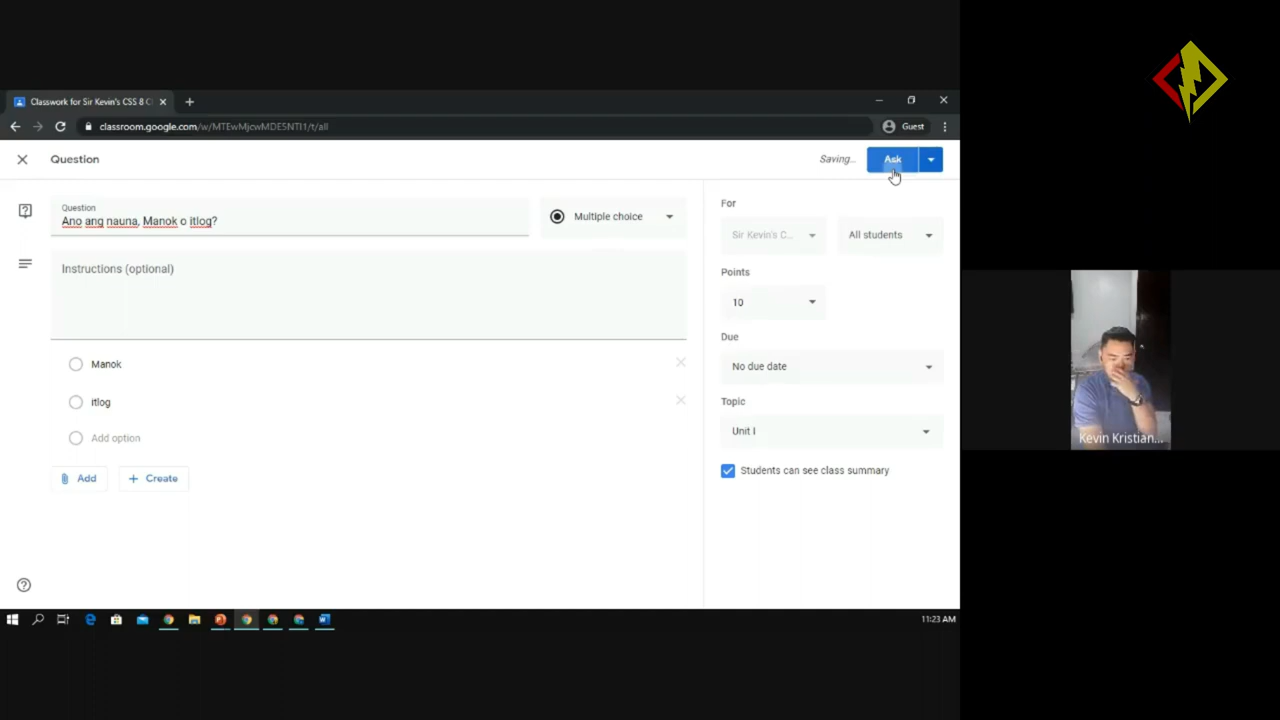 Classwork for Sir Kevin's CSS 8 C
classroom.google.com/w/MTEwMjcwMDE5NTI1/t/all
Guest
Question
Saving...
Ask
Question
Ano ang nauna, Manok o itlog?
Multiple choice
Instructions (optional)
Manok
itlog
Add option
Add
Create
For
Sir Kevin's C...
All students
Points
10
Due
No due date
Topic
Unit I
Students can see class summary
Kevin Kristian...
11:23 AM